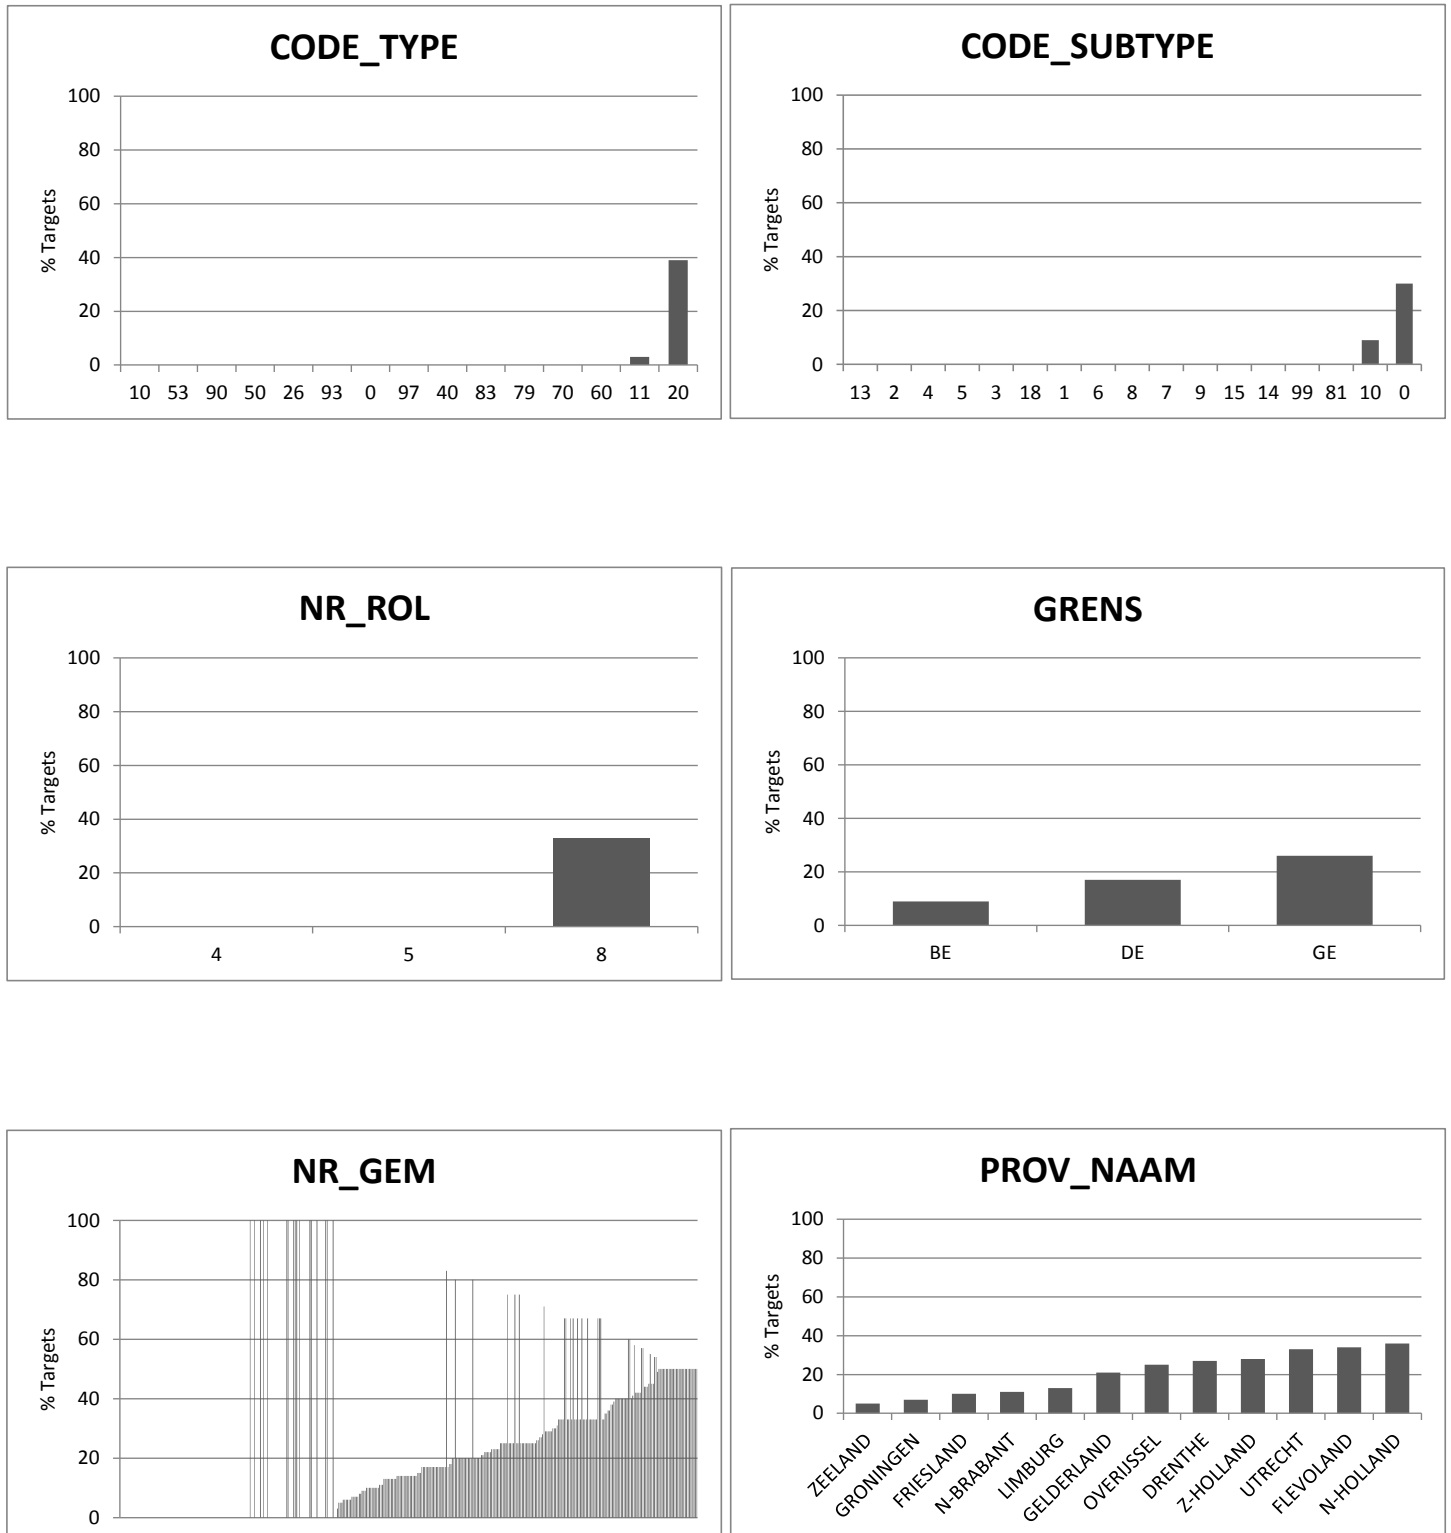 CODE_TYPE
100
80
60
40
20
0
% Targets
10 53 90 50 26 93 0 97 40 83 79 70 60 11 20
CODE_SUBTYPE
100
80
60
40
20
0
% Targets
13 2 4 5 3 18 1 6 8 7 9 15 14 99 81 10 0
NR_ROL
100
80
60
40
20
0
% Targets
4 5 8
GRENS
100
80
60
40
20
0
% Targets
BE DE GE
NR_GEM
100
80
60
40
20
0
% Targets
PROV_NAAM
100
80
60
40
20
0
% Targets
ZEELAND
GRONINGEN
FRIESLAND
N-BRABANT
LIMBURG
GELDERLAND
OVERIJSSEL
DRENTHE
Z-HOLLAND
UTRECHT
FLEVOLAND
N-HOLLAND